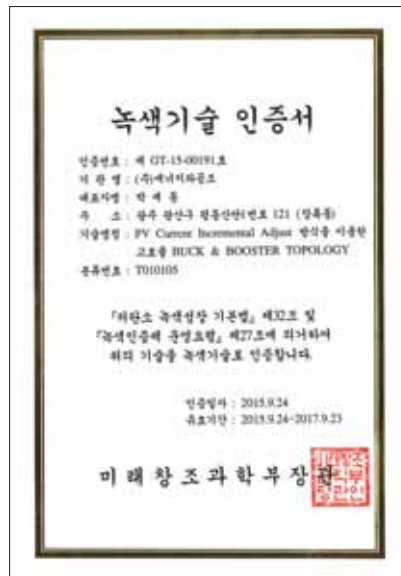 녹색기술 인증서
인증번호 : 제 GT-15-00191호
기 관 명 : (주)에너지와공조
대표자명 : 박 래 홍
주 소 : 광주 광산구 평동산단1번로 121 (장록동)
기술명칭 : PV Current Incremental Adjust 방식을 이용한
고효율 BUCK & BOOSTER TOPOLOGY
분류번호 : T010105
「저탄소 녹색성장 기본법」 제32조 및
「녹색인증제 운영요령」 제27조에 의거하여
위의 기술을 녹색기술로 인증합니다.
인증일자 : 2015.9.24
유효기간 : 2015.9.24~2017.9.23
미래창조과학부장관